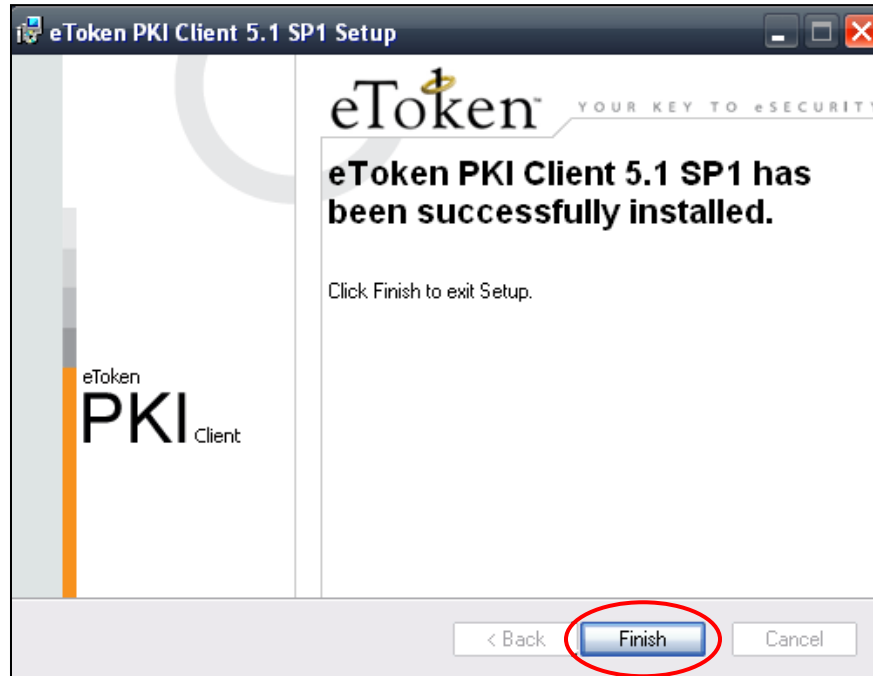 eToken PKI Client 5.1 SP1 Setup
eToken™ YOUR KEY TO eSECURITY
eToken PKI Client 5.1 SP1 has
been successfully installed.
Click Finish to exit Setup.
eToken
PKI Client
< Back Finish Cancel